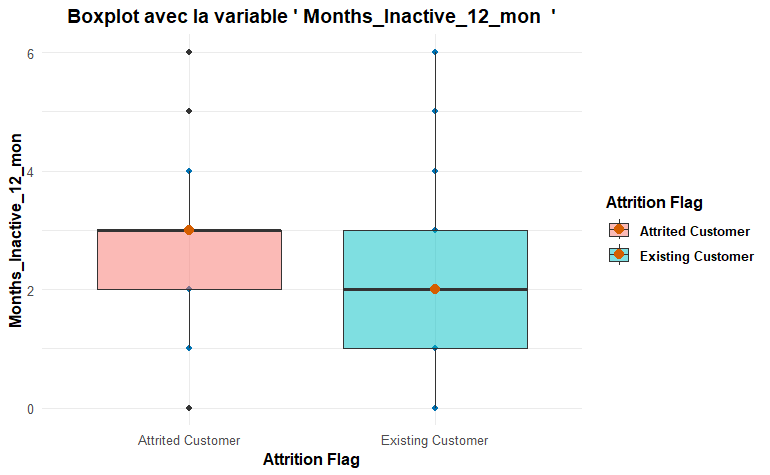 Boxplot avec la variable ' Months_Inactive_12_mon  '
Months_Inactive_12_mon
6
4
2
0
Attrited Customer
Existing Customer
Attrition Flag
Attrition Flag
Attrited Customer
Existing Customer